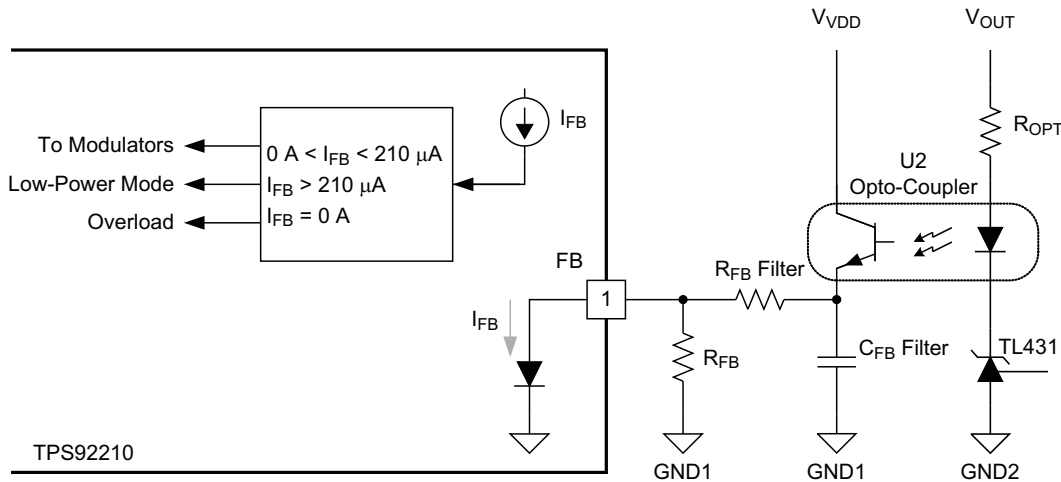 V_VDD
V_OUT
I_FB
R_OPT
To Modulators
0 A < I_FB < 210 μA
U2
Low-Power Mode
I_FB > 210 μA
Opto-Coupler
Overload
I_FB = 0 A
FB
R_FB Filter
1
I_FB
R_FB
C_FB Filter
TL431
TPS92210
GND1
GND1
GND2